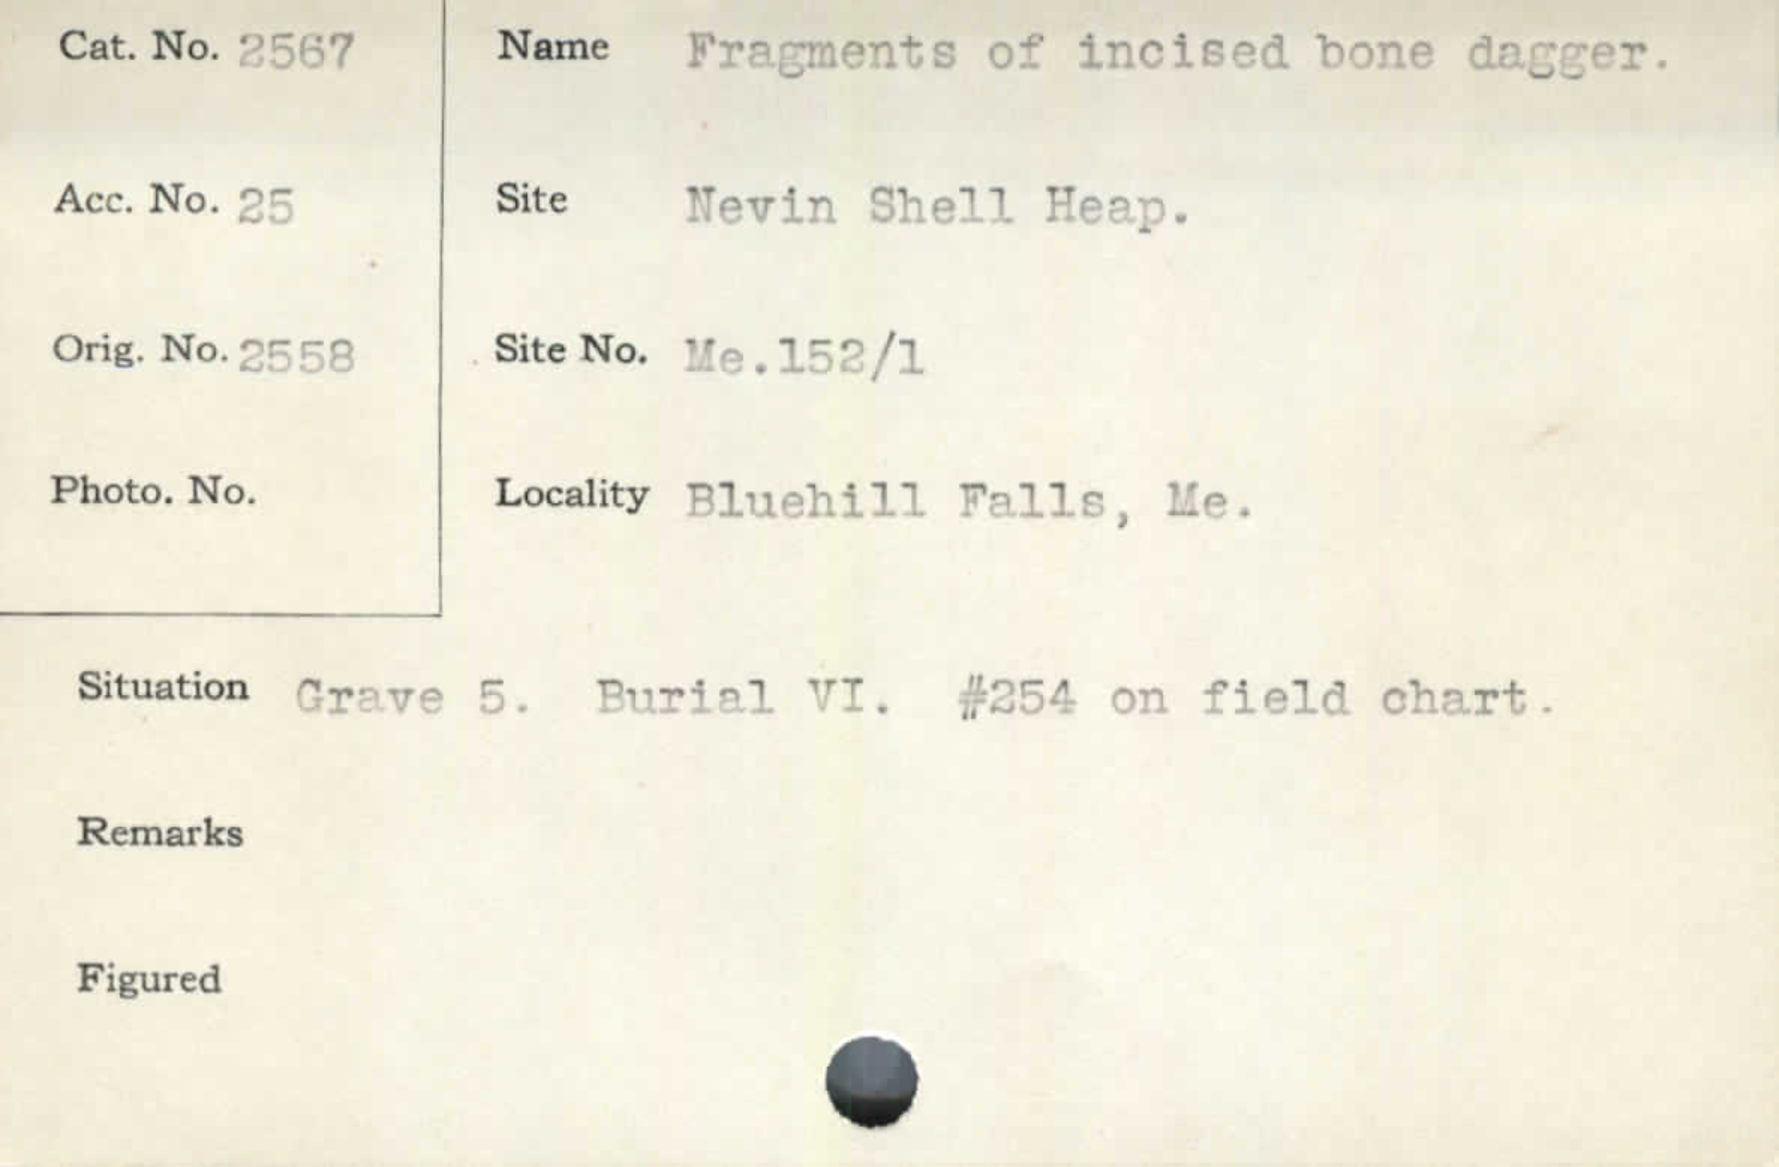 Cat. No. 2567
Name Fragments of incised bone dagger.
Acc. No. 25
Site Nevin Shell Heap.
Orig. No. 2558
Site No. Me.152/1
Photo. No.
Locality Bluehill Falls, Me.
Situation Grave 5. Burial VI. #254 on field chart.
Remarks
Figured